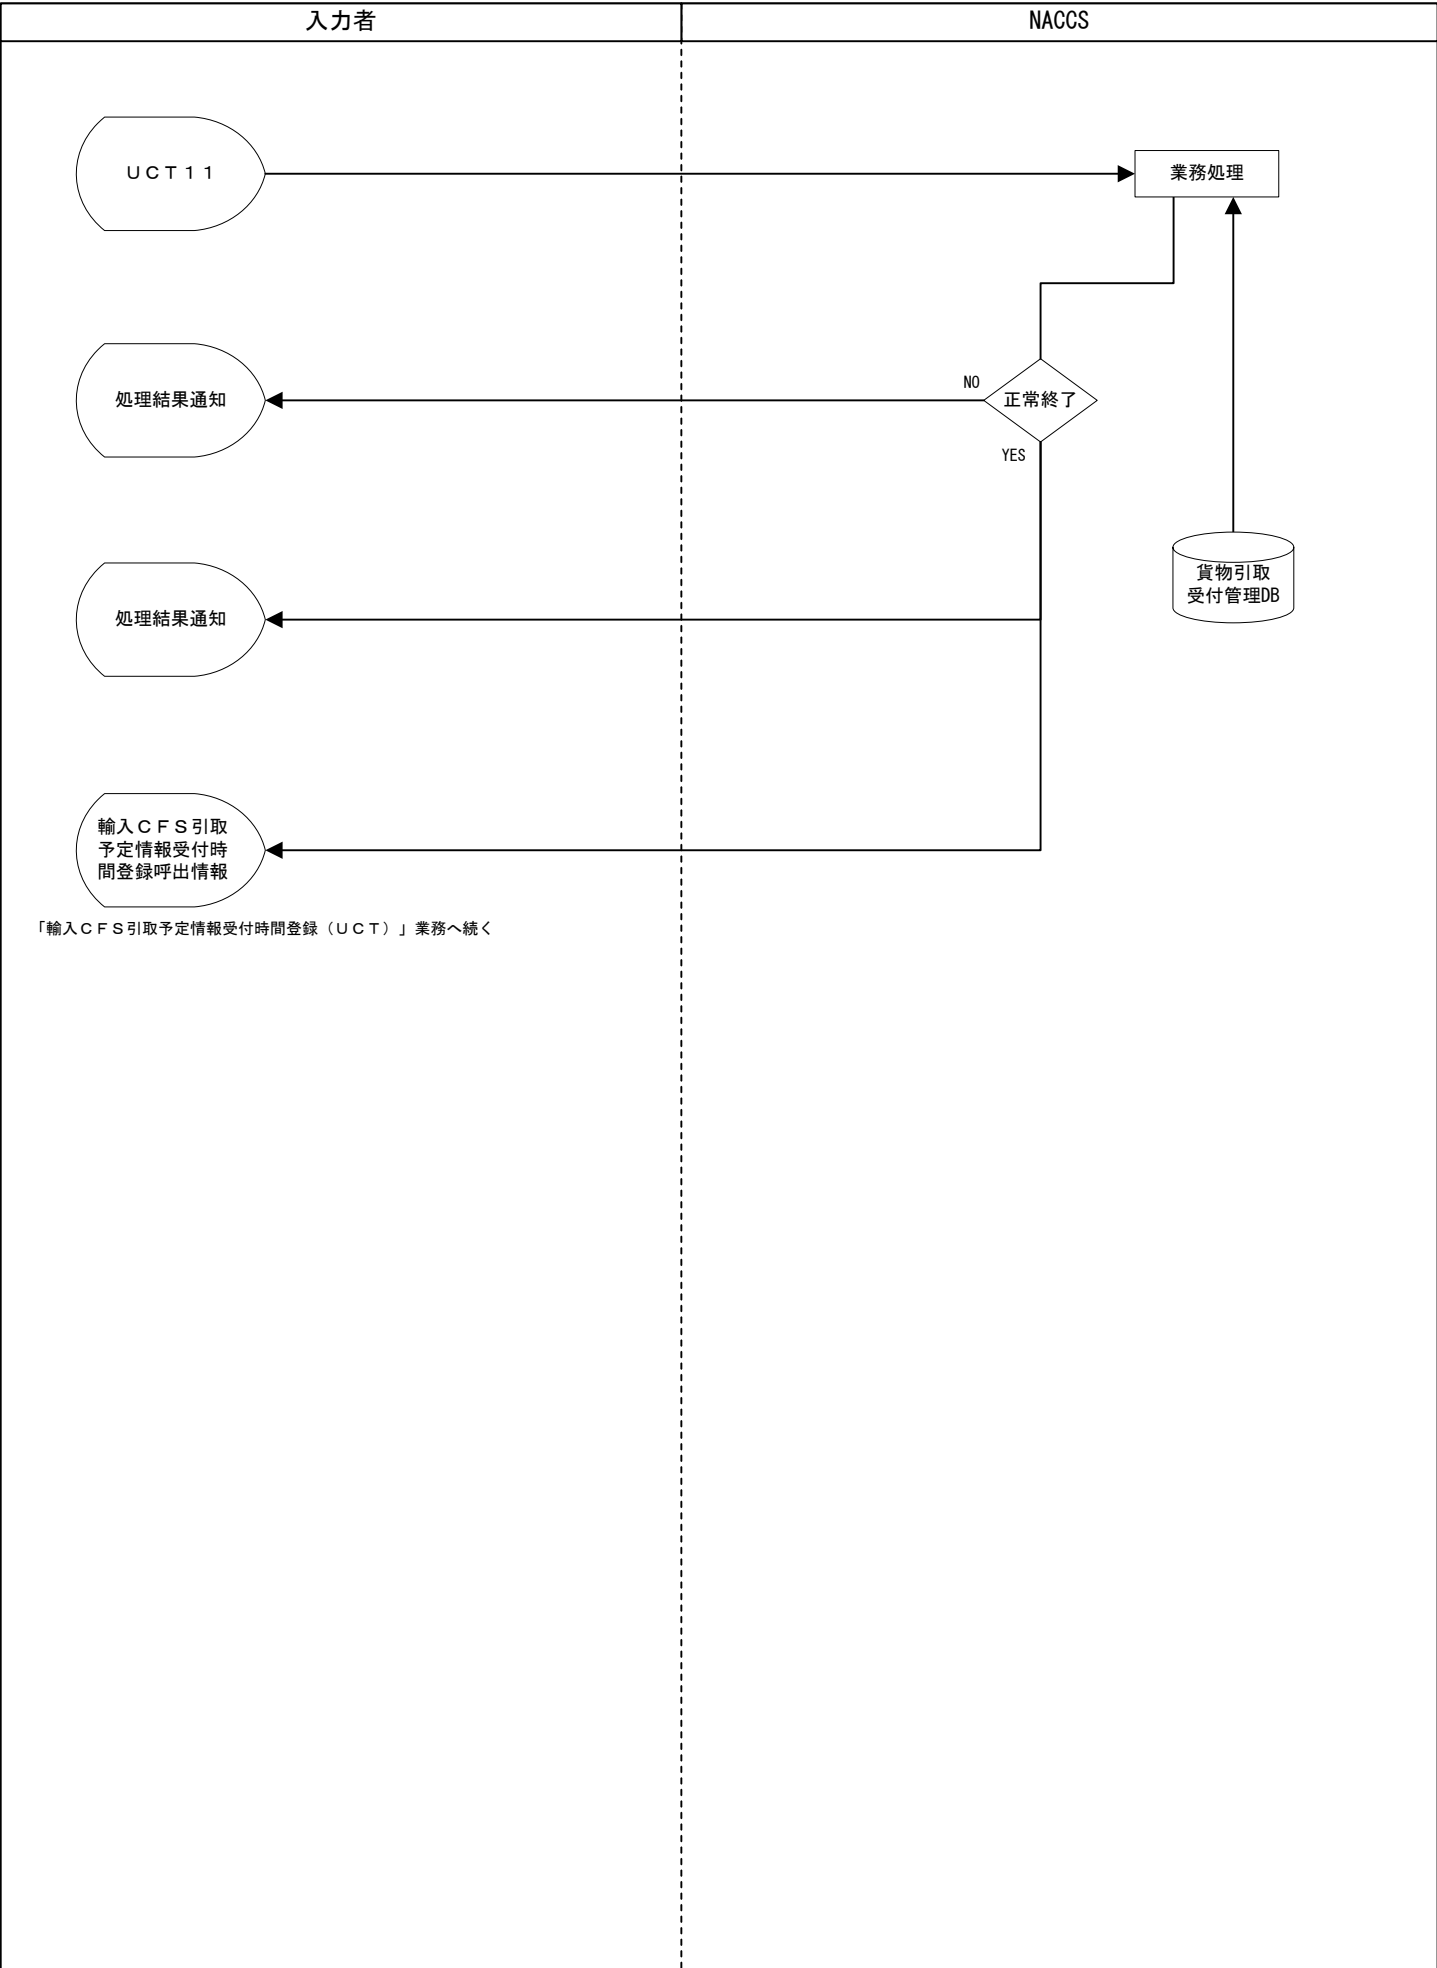 入力者
NACCS
ＵＣＴ１１
業務処理
処理結果通知
NO
正常終了
YES
処理結果通知
貨物引取
受付管理DB
輸入ＣＦＳ引取
予定情報受付時
間登録呼出情報
「輸入ＣＦＳ引取予定情報受付時間登録（ＵＣＴ）」業務へ続く